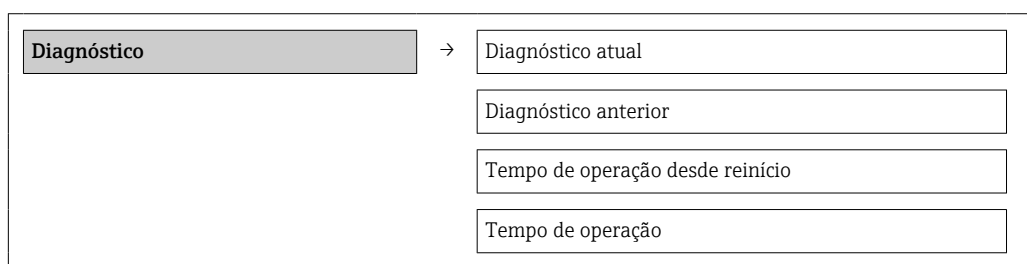 Diagnóstico → Diagnóstico atual
Diagnóstico anterior
Tempo de operação desde reinício
Tempo de operação